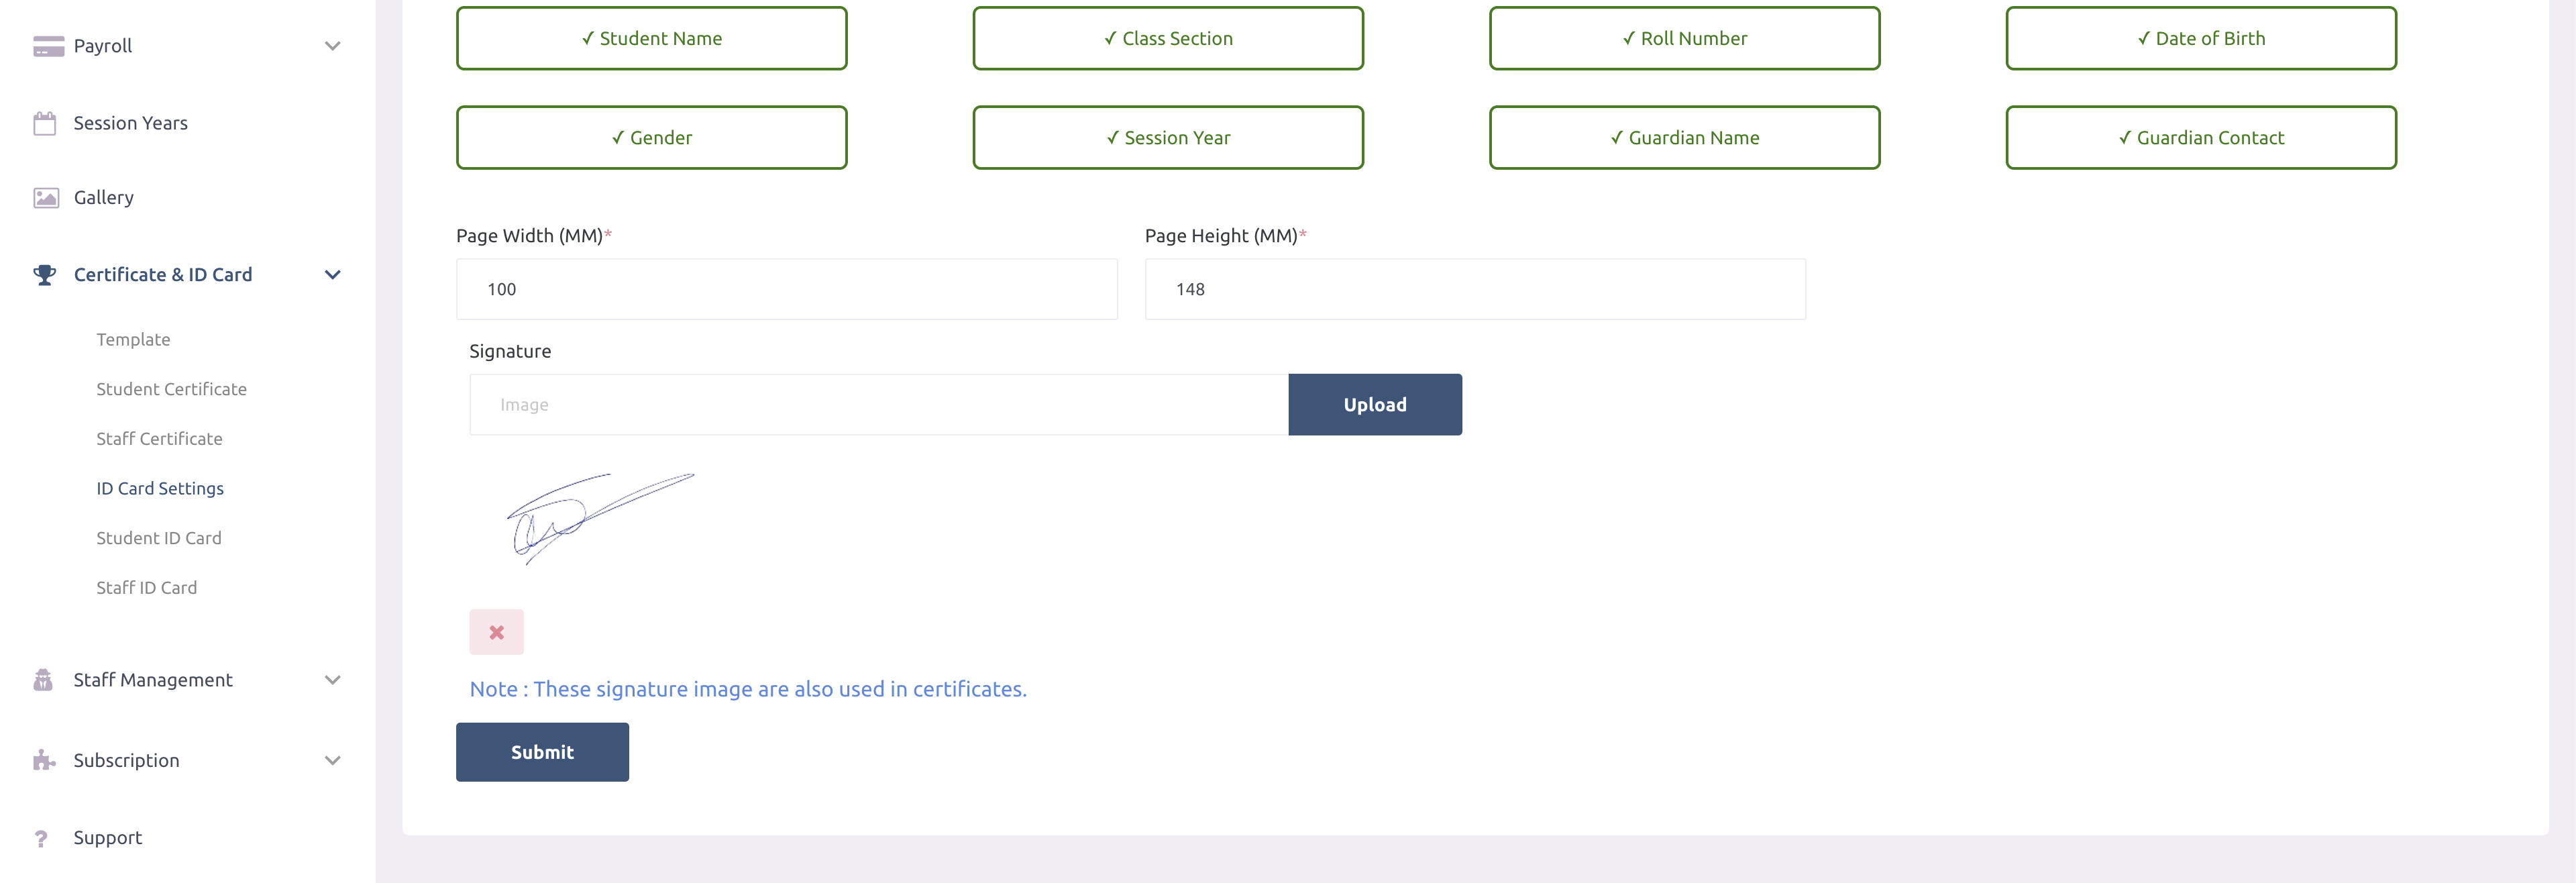 Payroll
Session Years
Gallery
Certificate & ID Card
Template
Student Certificate
Staff Certificate
ID Card Settings
Student ID Card
Staff ID Card
Staff Management
Subscription
Support
✓ Student Name
✓ Class Section
✓ Roll Number
✓ Date of Birth
✓ Gender
✓ Session Year
✓ Guardian Name
✓ Guardian Contact
Page Width (MM)*
100
Page Height (MM)*
148
Signature
Image
Upload
Note : These signature image are also used in certificates.
Submit